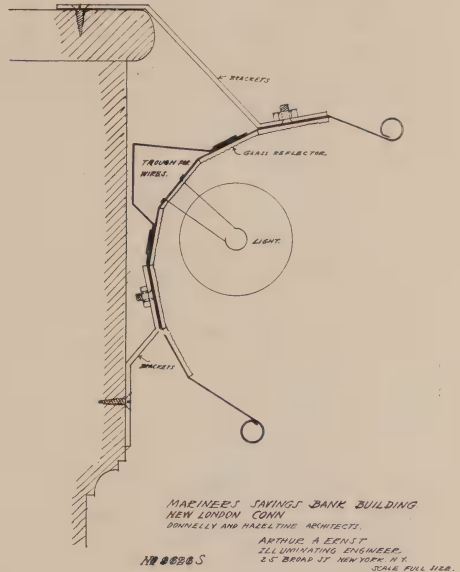 BRACKETS
GLASS REFLECTOR
TROUGH FOR
WIRES.
LIGHT.
BRACKETS
MARINERS SAVINGS BANK BUILDING
NEW LONDON CONN
DONNELLY AND HAZELTINE ARCHITECTS.
ARTHUR A ERNST
ILLUMINATING ENGINEER
25 BROAD ST NEW YORK N.Y.
SCALE FULL SIZE.